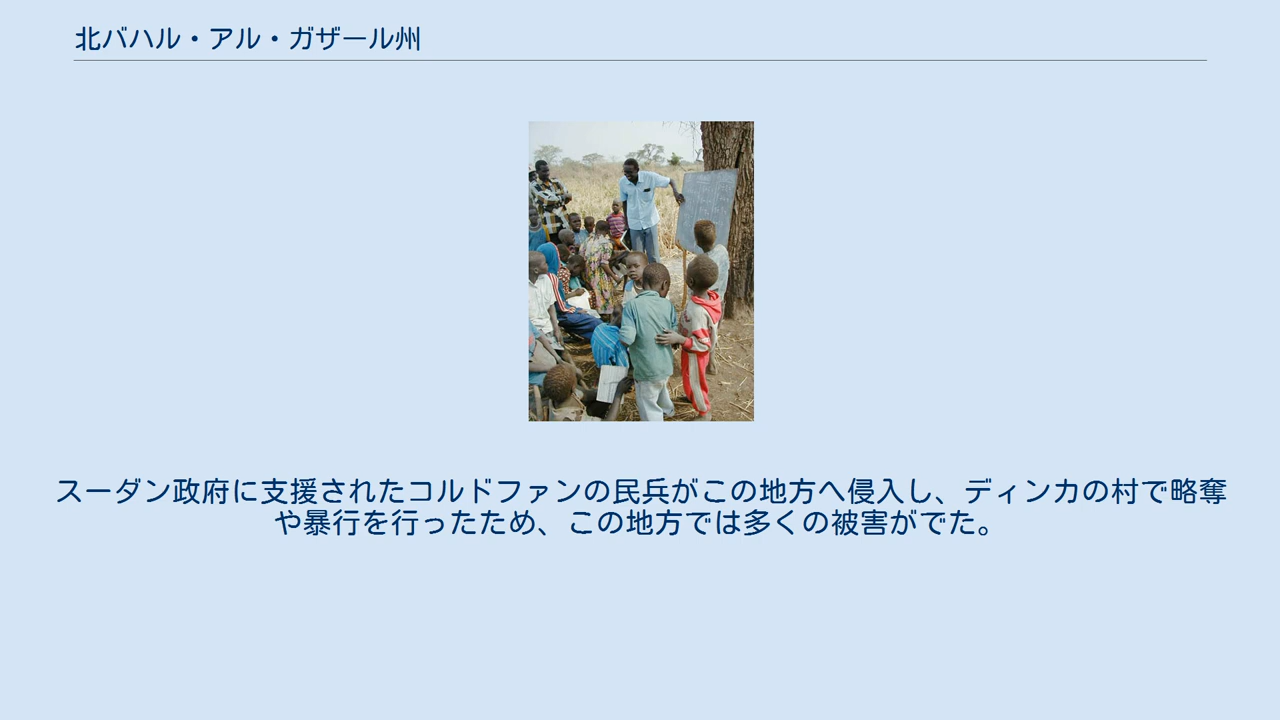 北バハル・アル・ガザール州
スーダン政府に支援されたコルドファンの民兵がこの地方へ侵入し、ディンカの村で略奪
や暴行を行ったため、この地方では多くの被害がでた。